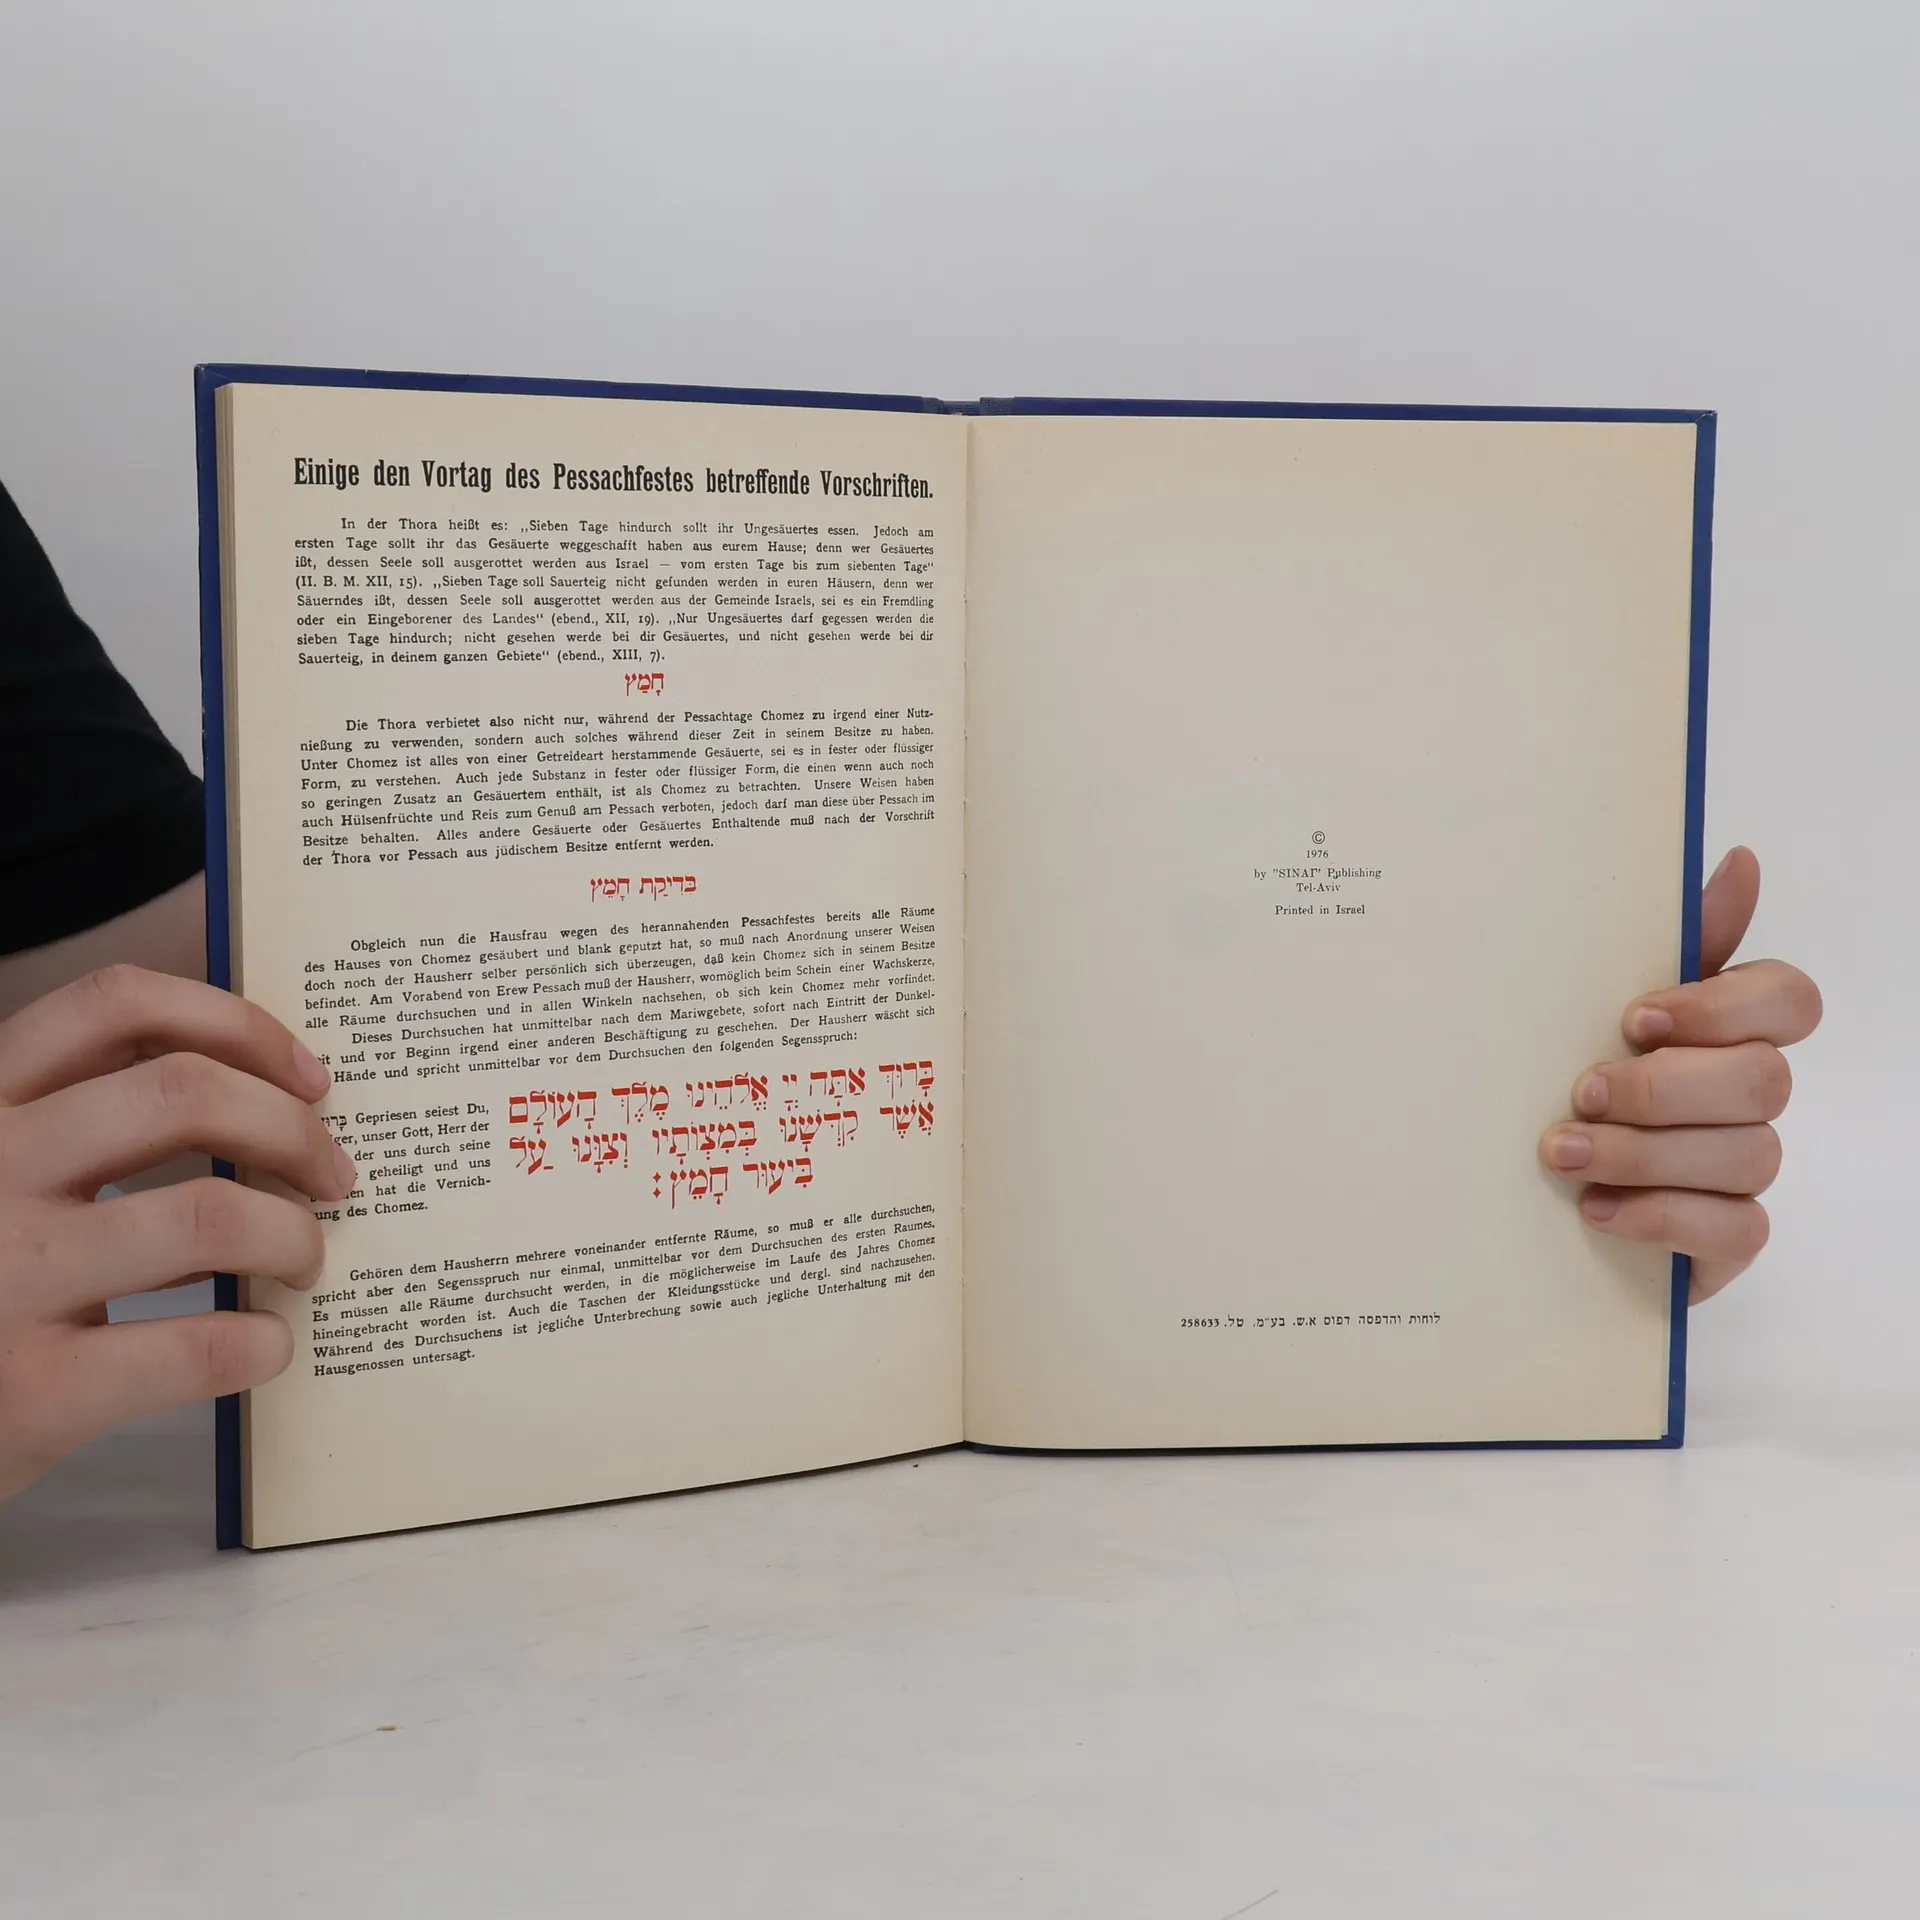 Einige den Vortag des Pessachfestes betreffende Vorschriften.
In der Thora heißt es: „Sieben Tage hindurch sollt ihr Ungesäuertes essen. Jedoch am
ersten Tage sollt ihr das Gesäuerte weggeschafft haben aus eurem Hause; denn wer Gesäuertes
ißt, dessen Seele soll ausgerottet werden aus Israel — vom ersten Tage bis zum siebenten Tage“
(II. B. M. XII, 15). „Sieben Tage soll Sauerteig nicht gefunden werden in euren Häusern, denn wer
Säuerndes ißt, dessen Seele soll ausgerottet werden aus der Gemeinde Israels, sei es ein Fremdling
oder ein Eingeborener des Landes“ (ebend., XII, 19). „Nur Ungesäuertes darf gegessen werden die
sieben Tage hindurch; nicht gesehen werde bei dir Gesäuertes, und nicht gesehen werde bei dir
Sauerteig, in deinem ganzen Gebiete“ (ebend., XIII, 7).
חָמֵץ
Die Thora verbietet also nicht nur, während der Pessachtage Chomez zu irgend einer Nutz-
nießung zu verwenden, sondern auch solches während dieser Zeit in seinem Besitze zu haben.
Unter Chomez ist alles von einer Getreideart herstammende Gesäuerte, sei es in fester oder flüssiger
Form, zu verstehen. Auch jede Substanz in fester oder flüssiger Form, die einen wenn auch noch
so geringen Zusatz an Gesäuertem enthält, ist als Chomez zu betrachten. Unsere Weisen haben
auch Hülsenfrüchte und Reis zum Genuß am Pessach verboten, jedoch darf man diese über Pessach im
Besitze behalten. Alles andere Gesäuerte oder Gesäuertes Enthaltende muß nach der Vorschrift
der Thora vor Pessach aus jüdischem Besitze entfernt werden.
בְּדִיקַת חָמֵץ
Obgleich nun die Hausfrau wegen des herannahenden Pessachfestes bereits alle Räume
des Hauses von Chomez gesäubert und blank geputzt hat, so muß nach Anordnung unserer Weisen
doch noch der Hausherr selber persönlich sich überzeugen, daß kein Chomez sich in seinem Besitze
befindet. Am Vorabend von Erew Pessach muß der Hausherr, womöglich beim Schein einer Wachskerze,
alle Räume durchsuchen und in allen Winkeln nachsehen, ob sich kein Chomez mehr vorfindet.
Dieses Durchsuchen hat unmittelbar nach dem Mariwgebete, sofort nach Eintritt der Dunkel-
it und vor Beginn irgend einer anderen Beschäftigung zu geschehen. Der Hausherr wäscht sich
Hände und spricht unmittelbar vor dem Durchsuchen den folgenden Segensspruch:
בָּרוּךְ אַתָּה יְיָ אֱלֹהֵינוּ מֶלֶךְ הָעוֹלָם
אֲשֶׁר קִדְּשָׁנוּ בְּמִצְוֹתָיו וְצִוָּנוּ עַל
בִּיעוּר חָמֵץ:
Gepriesen seiest Du,
ger, unser Gott, Herr der
der uns durch seine
geheiligt und uns
en hat die Vernich-
ung des Chomez.
Gehören dem Hausherrn mehrere voneinander entfernte Räume, so muß er alle durchsuchen,
spricht aber den Segensspruch nur einmal, unmittelbar vor dem Durchsuchen des ersten Raumes.
Es müssen alle Räume durchsucht werden, in die möglicherweise im Laufe des Jahres Chomez
hineingebracht worden ist. Auch die Taschen der Kleidungsstücke und dergl. sind nachzusehen.
Während des Durchsuchens ist jegliche Unterbrechung sowie auch jegliche Unterhaltung mit den
Hausgenossen untersagt.
©
1976
by "SINAI" Publishing
Tel-Aviv
Printed in Israel
לוחות והדפסה דפוס א.ש. בע״מ. טל. 258633